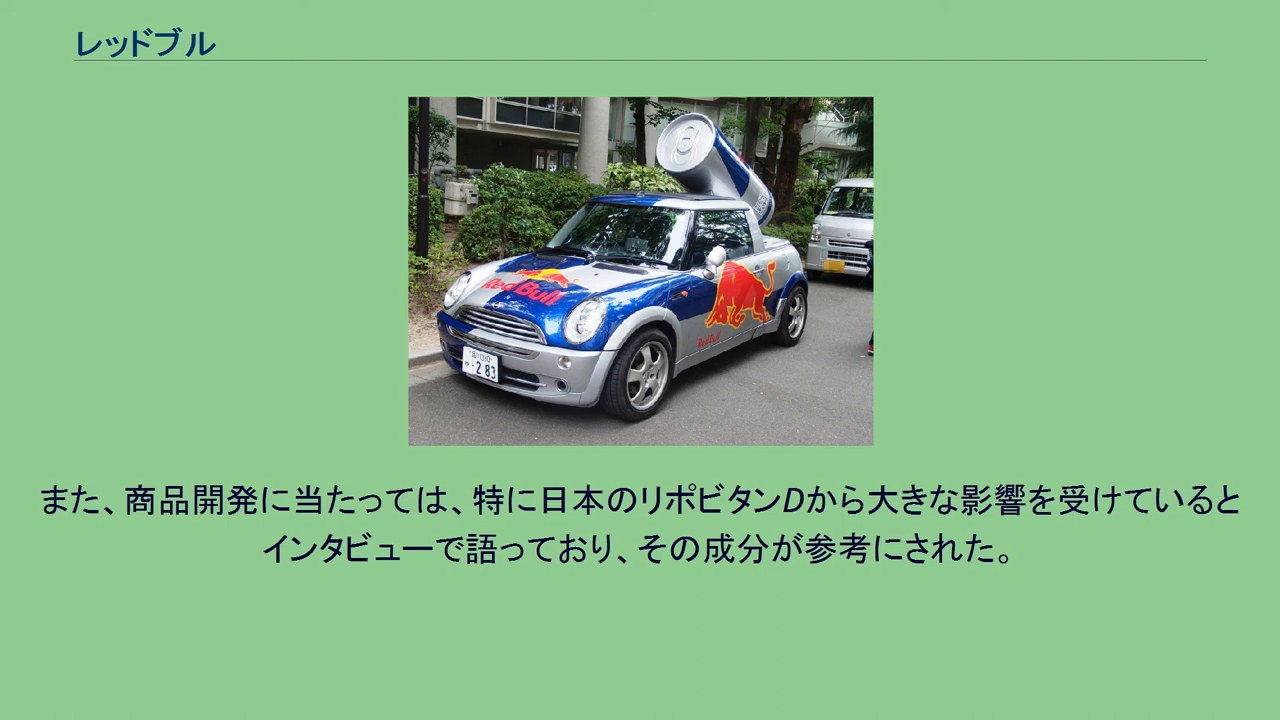 レッドブル
Red Bull
Red Bull
・283
また、商品開発に当たっては、特に日本のリポビタンDから大きな影響を受けていると
インタビューで語っており、その成分が参考にされた。